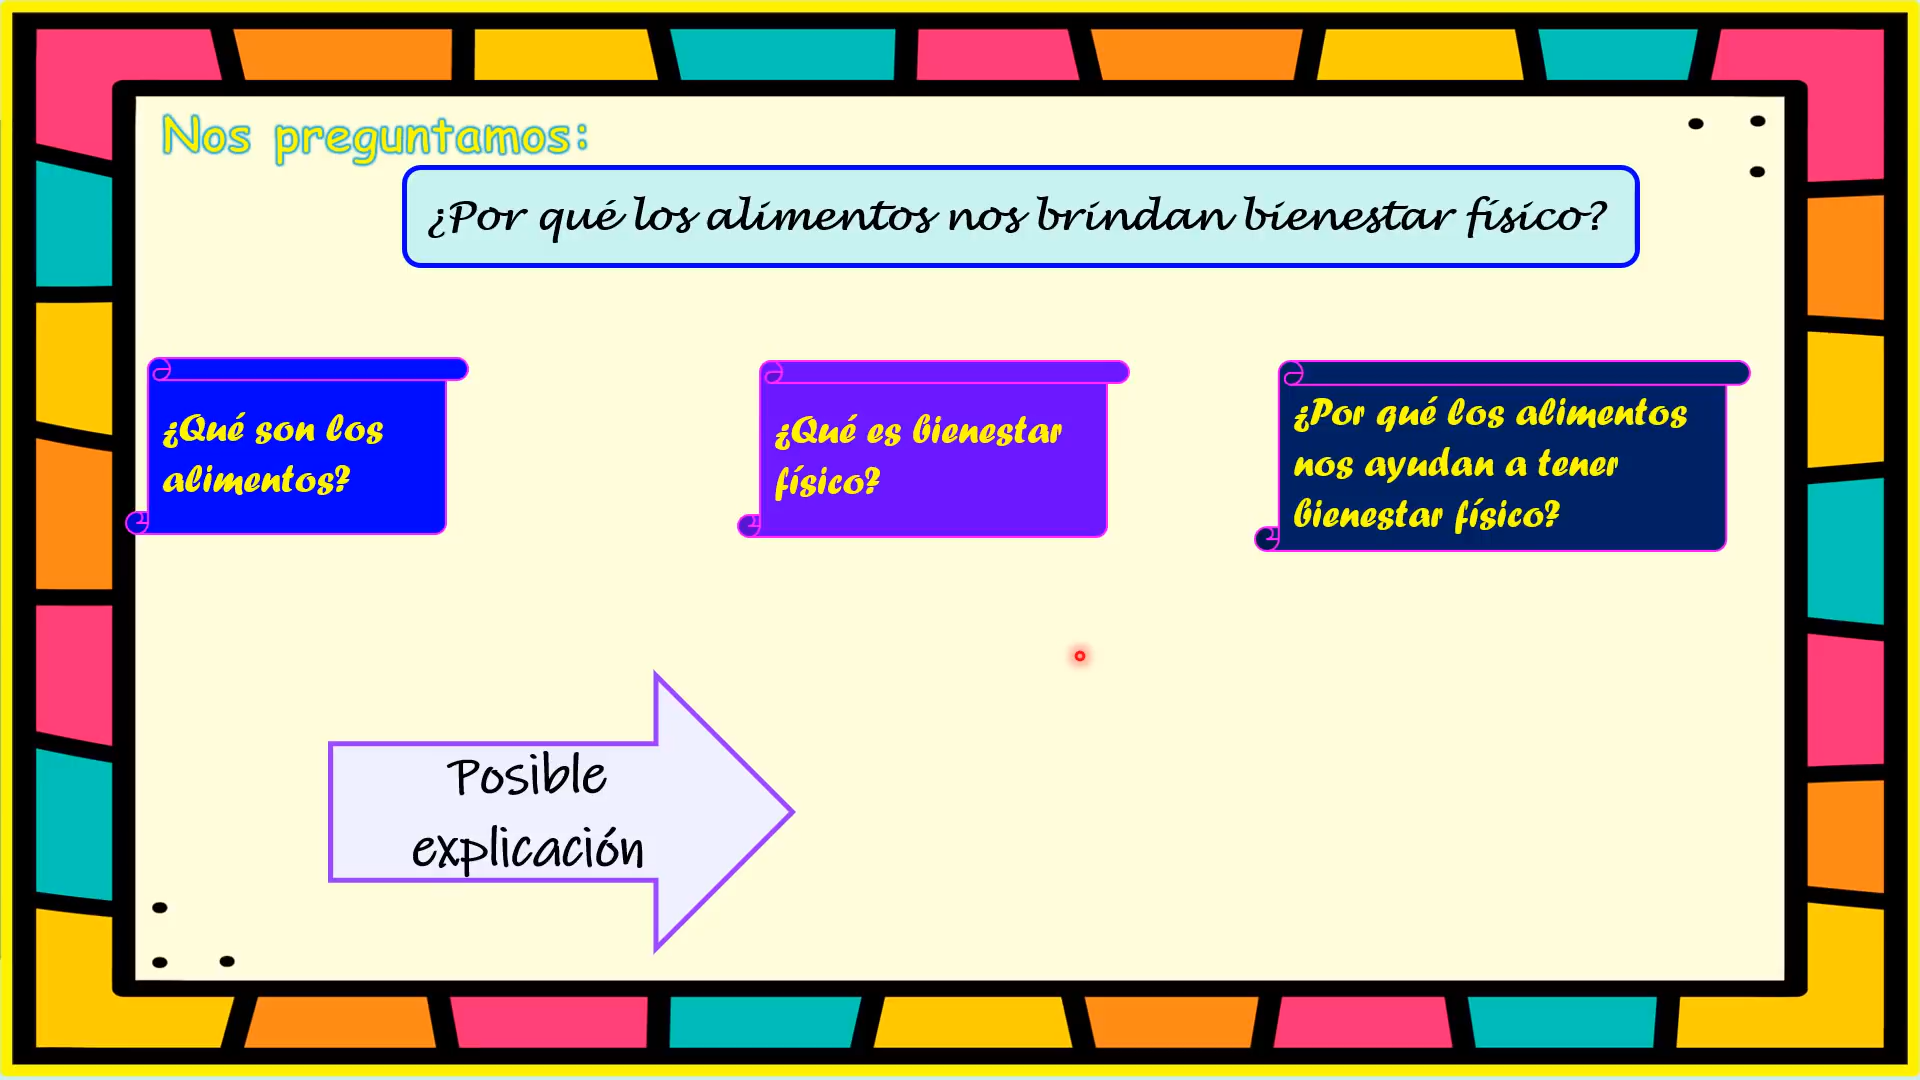 Nos preguntamos:
¿Por qué los alimentos nos brindan bienestar físico?
¿Qué son los
alimentos?
¿Qué es bienestar
físico?
¿Por qué los alimentos
nos ayudan a tener
bienestar físico?
Posible
explicación